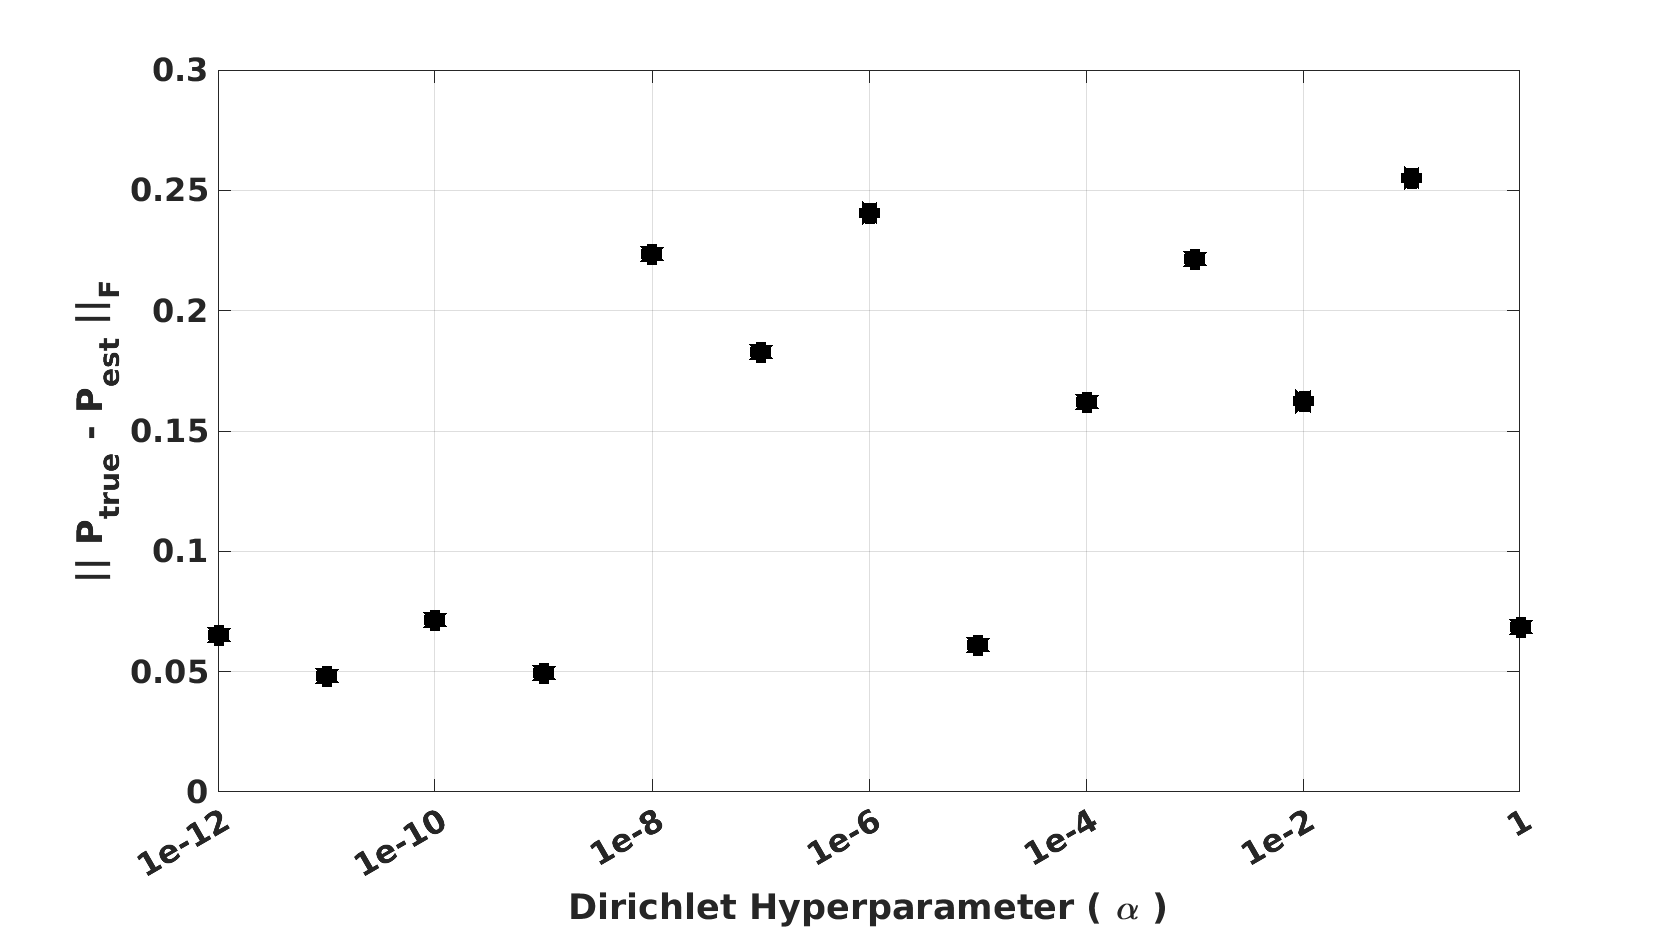 0.3
0.25
0.2
0.15
0.1
0.05
0
|| P_true - P_est ||_F
1e-12 1e-10 1e-8 1e-6 1e-4 1e-2 1
Dirichlet Hyperparameter ( α )